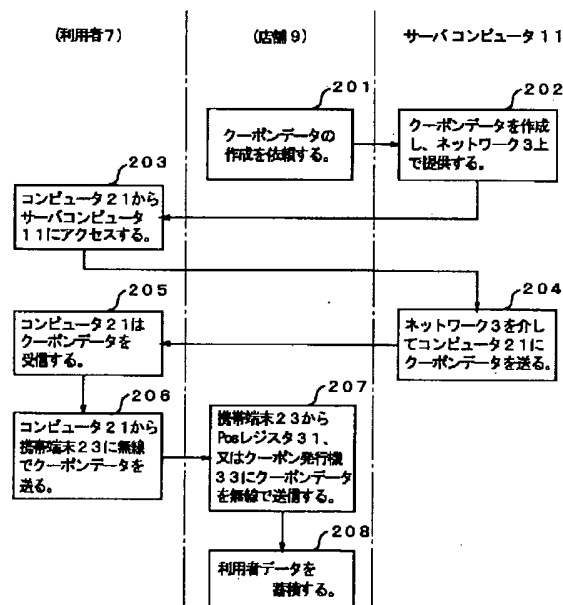 (利用者7)
(店舗9)
サーバコンピュータ11
201
クーポンデータの
作成を依頼する。
202
クーポンデータを作成
し、ネットワーク3上
で提供する。
203
コンピュータ21から
サーバコンピュータ
11にアクセスする。
204
ネットワーク3を介し
てコンピュータ21に
クーポンデータを送る。
205
コンピュータ21は
クーポンデータを
受信する。
206
コンピュータ21から
携帯端末23に無線
でクーポンデータを
送る。
207
携帯端末23から
Posレジスタ31、
又はクーポン発行機
33にクーポンデータ
を無線で送信する。
208
利用者データを
蓄積する。